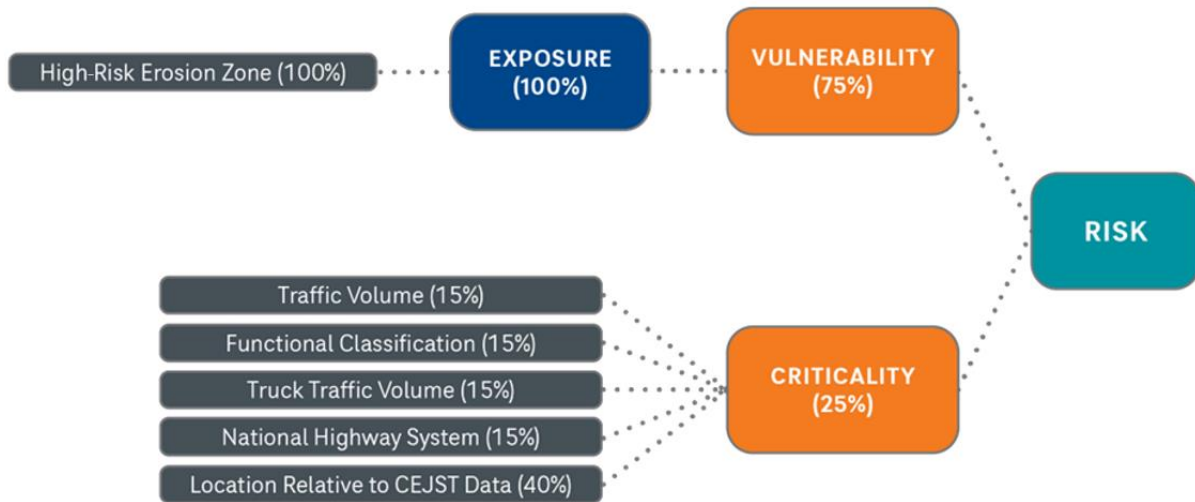 High-Risk Erosion Zone (100%)
EXPOSURE
(100%)
VULNERABILITY
(75%)
RISK
Traffic Volume (15%)
Functional Classification (15%)
Truck Traffic Volume (15%)
National Highway System (15%)
Location Relative to CEJST Data (40%)
CRITICALITY
(25%)